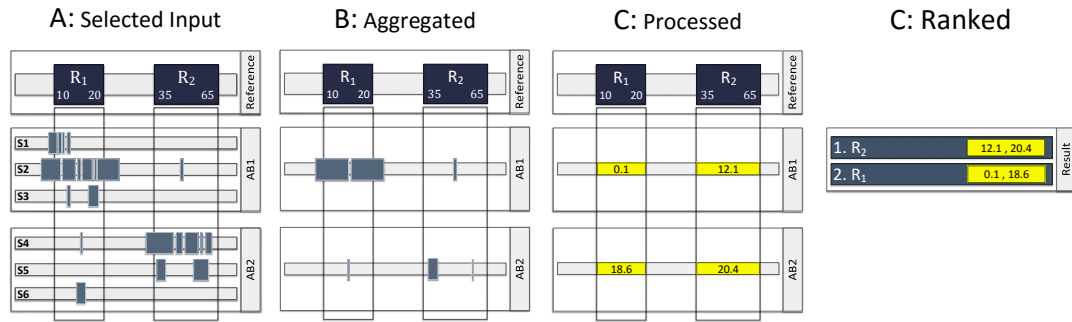 A: Selected Input
R1
10 20
R2
35 65
Reference
S1
S2
S3
AB1
S4
S5
S6
AB2
B: Aggregated
R1
10 20
R2
35 65
Reference
AB1
AB2
C: Processed
R1
10 20
R2
35 65
Reference
0.1 12.1
AB1
18.6 20.4
AB2
C: Ranked
1. R2 12.1 , 20.4
2. R1 0.1 , 18.6
Result